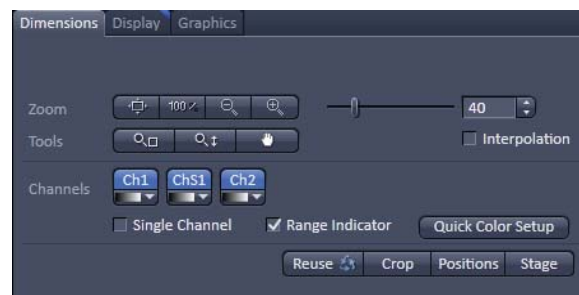 Dimensions Display Graphics
Zoom 100% 40
Tools Interpolation
Channels Ch1 ChS1 Ch2
Single Channel Range Indicator Quick Color Setup
Reuse Crop Positions Stage